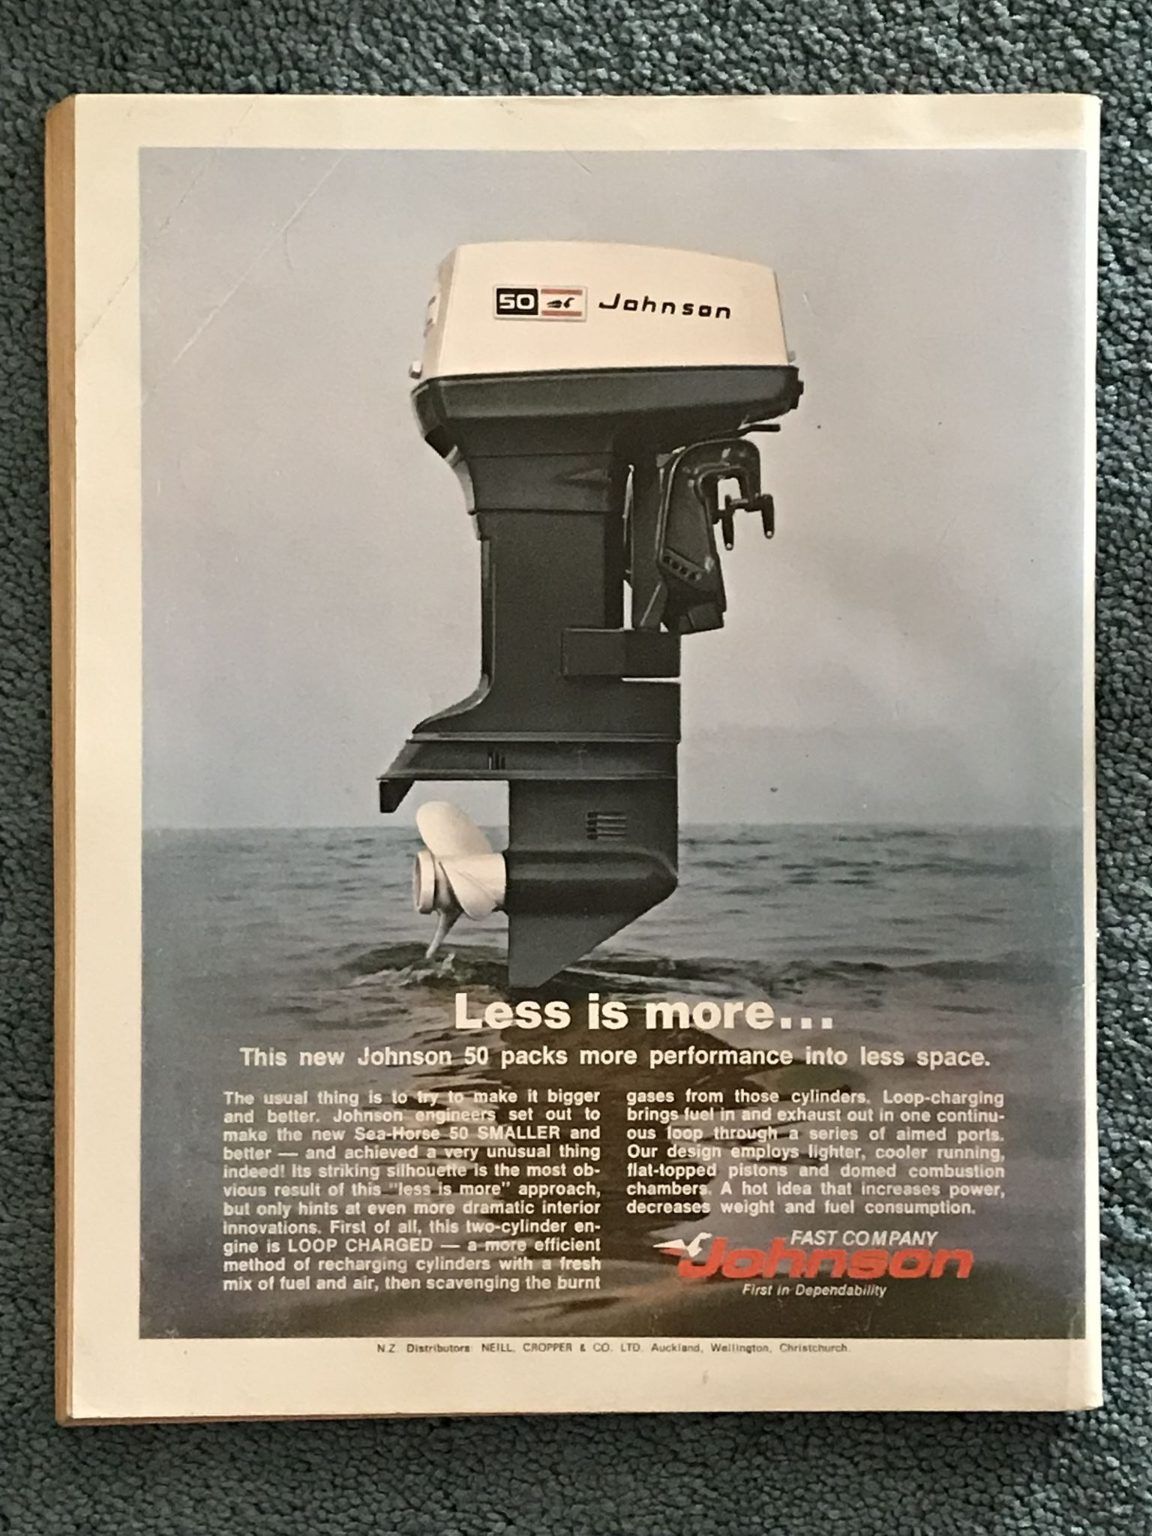 50 Johnson
Less is more...
This new Johnson 50 packs more performance into less space.
The usual thing is to try to make it bigger
and better. Johnson engineers set out to
make the new Sea-Horse 50 SMALLER and
better — and achieved a very unusual thing
indeed! Its striking silhouette is the most ob-
vious result of this "less is more" approach,
but only hints at even more dramatic interior
innovations. First of all, this two-cylinder en-
gine is LOOP CHARGED — a more efficient
method of recharging cylinders with a fresh
mix of fuel and air, then scavenging the burnt
gases from those cylinders. Loop-charging
brings fuel in and exhaust out in one continu-
ous loop through a series of aimed ports.
Our design employs lighter, cooler running,
flat-topped pistons and domed combustion
chambers. A hot idea that increases power,
decreases weight and fuel consumption.
FAST COMPANY
Johnson
First in Dependability
N.Z. Distributors: NEILL, CROPPER & CO. LTD. Auckland, Wellington, Christchurch.